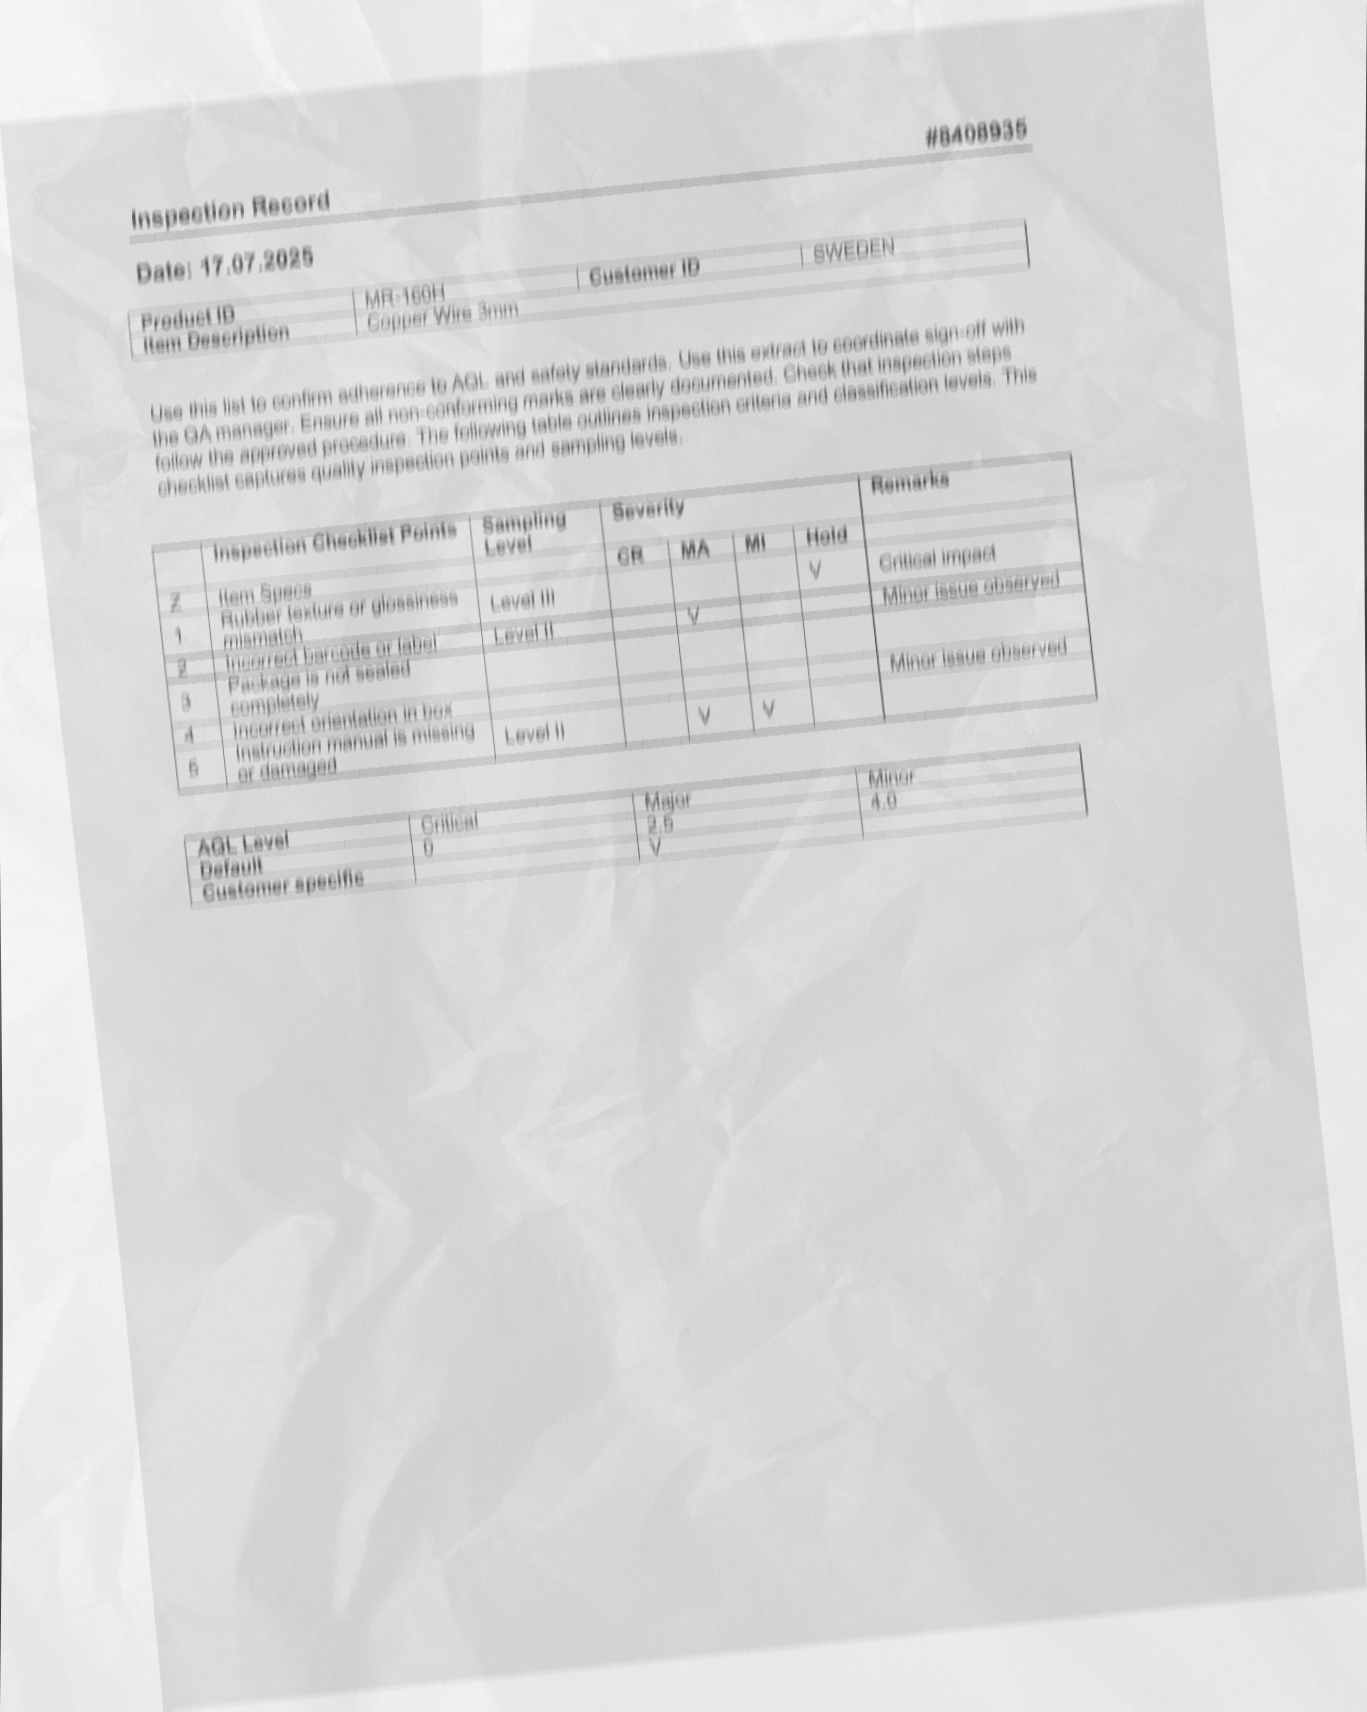 #8408935
Inspection Record
Date: 17.07.2025
Product ID MR-160H Customer ID SWEDEN
Item Description Copper Wire 3mm
Use this list to confirm adherence to AQL and safety standards. Use this extract to coordinate sign-off with
the QA manager. Ensure all non-conforming marks are clearly documented. Check that inspection steps
follow the approved procedure. The following table outlines inspection criteria and classification levels. This
checklist captures quality inspection points and sampling levels.
Inspection Checklist Points Sampling Level Severity Remarks
CR MA MI Hold
Item Specs
1 Rubber texture or glossiness Level III V Critical impact
mismatch
2 Incorrect barcode or label Level II V Minor issue observed
3 Package is not sealed
completely
4 Incorrect orientation in box Minor issue observed
5 Instruction manual is missing Level II V V
or damaged
AQL Level Critical Major Minor
Default 0 2.5 4.0
Customer specific V